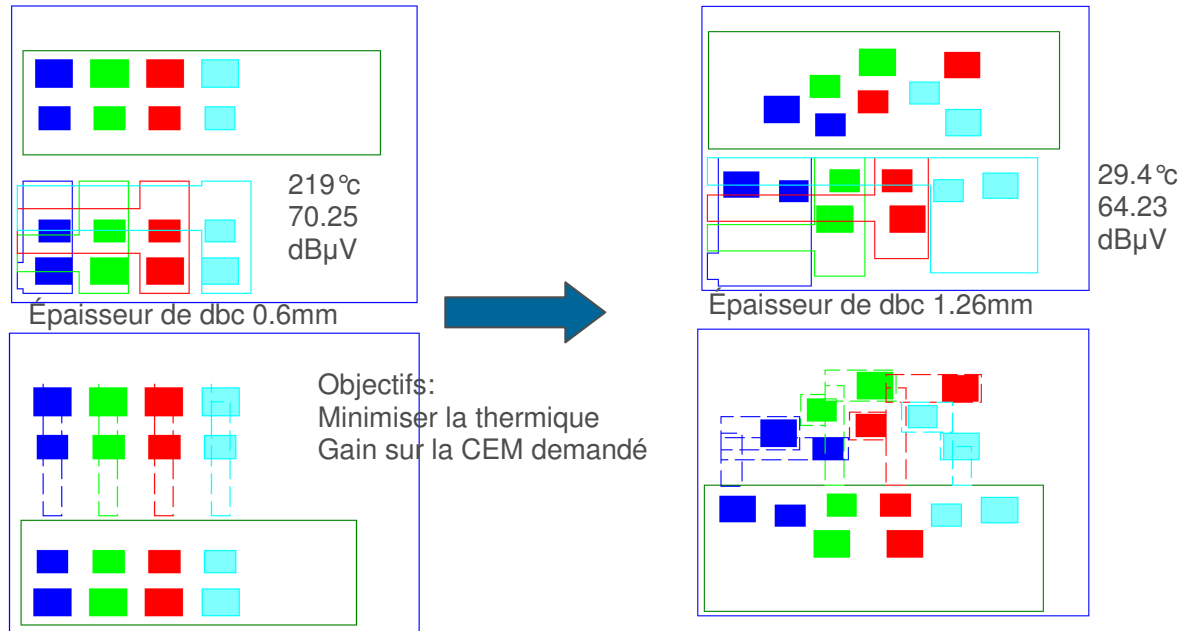 219°c
70.25
dBµV
Épaisseur de dbc 0.6mm
29.4°c
64.23
dBµV
Épaisseur de dbc 1.26mm
Objectifs:
Minimiser la thermique
Gain sur la CEM demandé